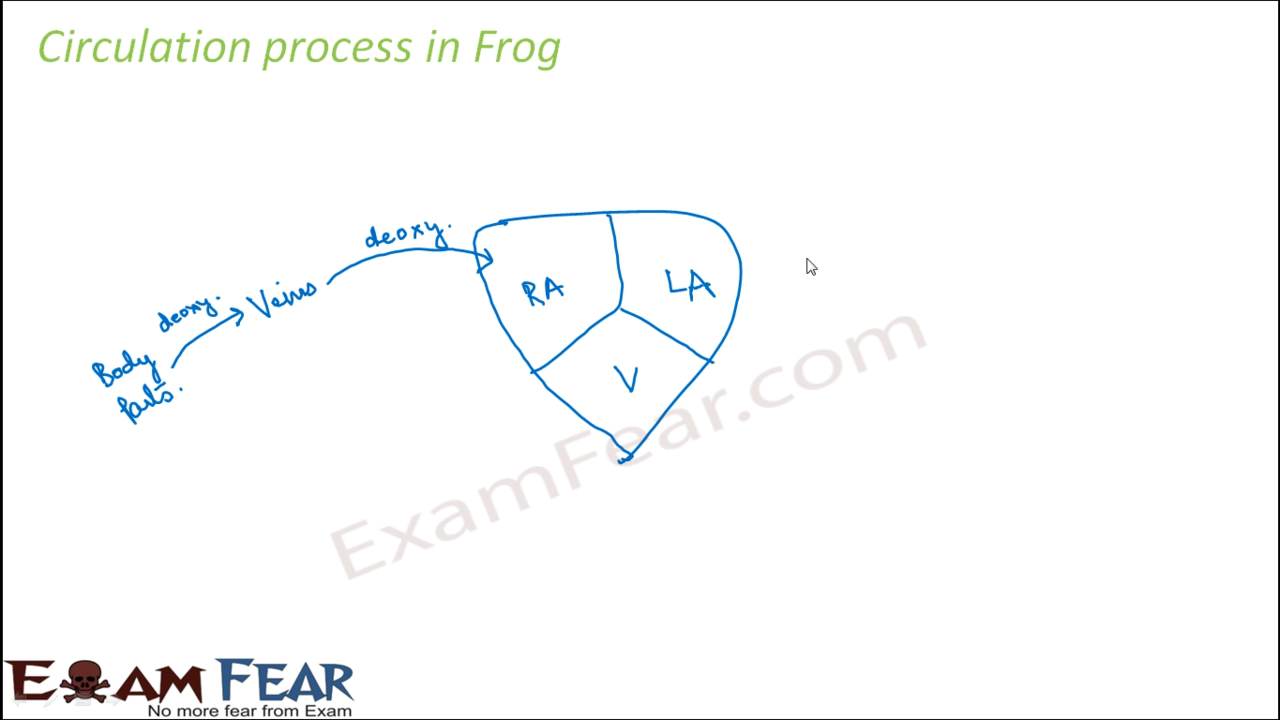 Circulation process in Frog
deoxy.
deoxy.
Veins
RA
LA
Body
parts.
V
ExamFear.com
EXAM FEAR
No more fear from Exam